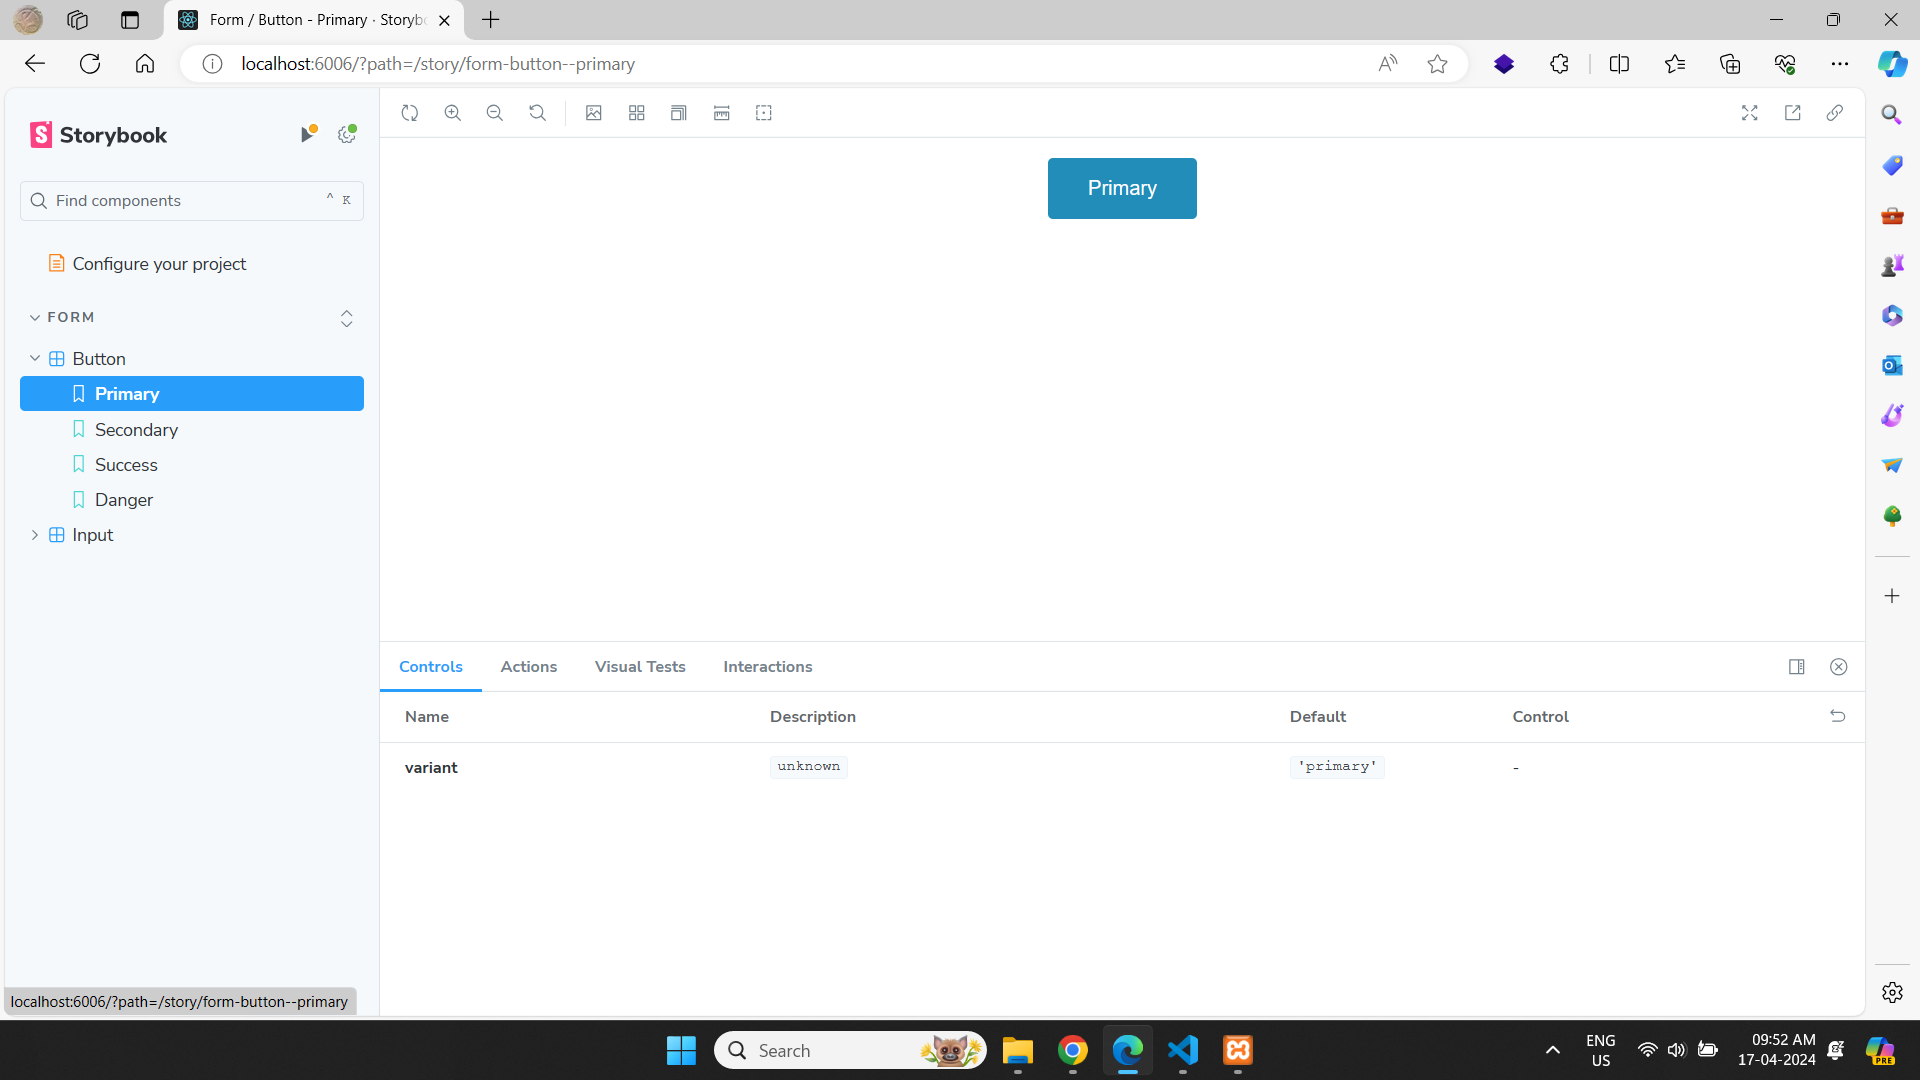 Form / Button - Primary · Storyb
localhost:6006/?path=/story/form-button--primary
Storybook
Find components
^ K
Configure your project
FORM
Button
Primary
Secondary
Success
Danger
Input
Primary
Controls Actions Visual Tests Interactions
Name Description Default Control
variant unknown 'primary' -
localhost:6006/?path=/story/form-button--primary
Search
ENG
US
09:52 AM
17-04-2024
PRE